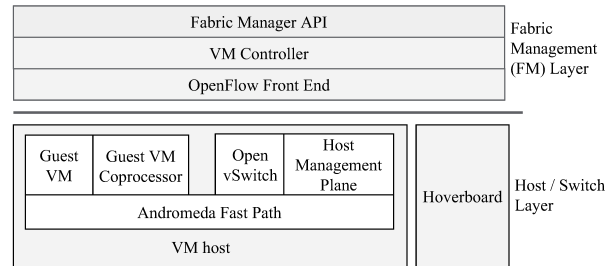 Fabric Manager API
VM Controller
OpenFlow Front End
Fabric
Management
(FM) Layer
Guest
VM
Guest VM
Coprocessor
Open
vSwitch
Host
Management
Plane
Andromeda Fast Path
VM host
Hoverboard
Host / Switch
Layer